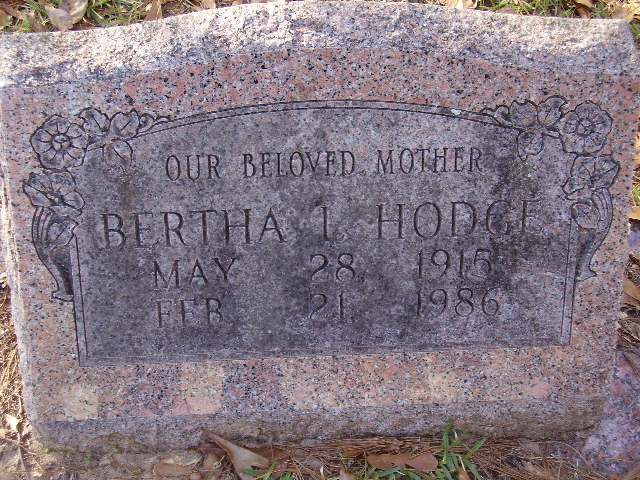 OUR BELOVED MOTHER
BERTHA L. HODGE
MAY 28, 1915
FEB 21, 1986